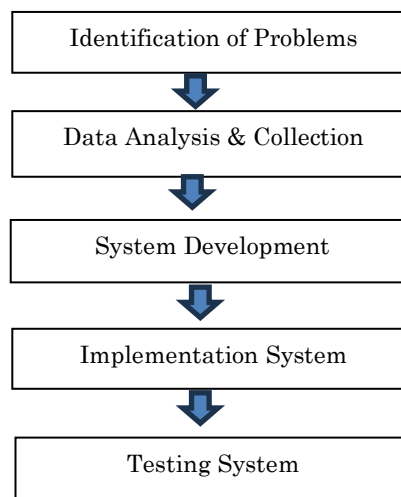 Identification of Problems
Data Analysis & Collection
System Development
Implementation System
Testing System